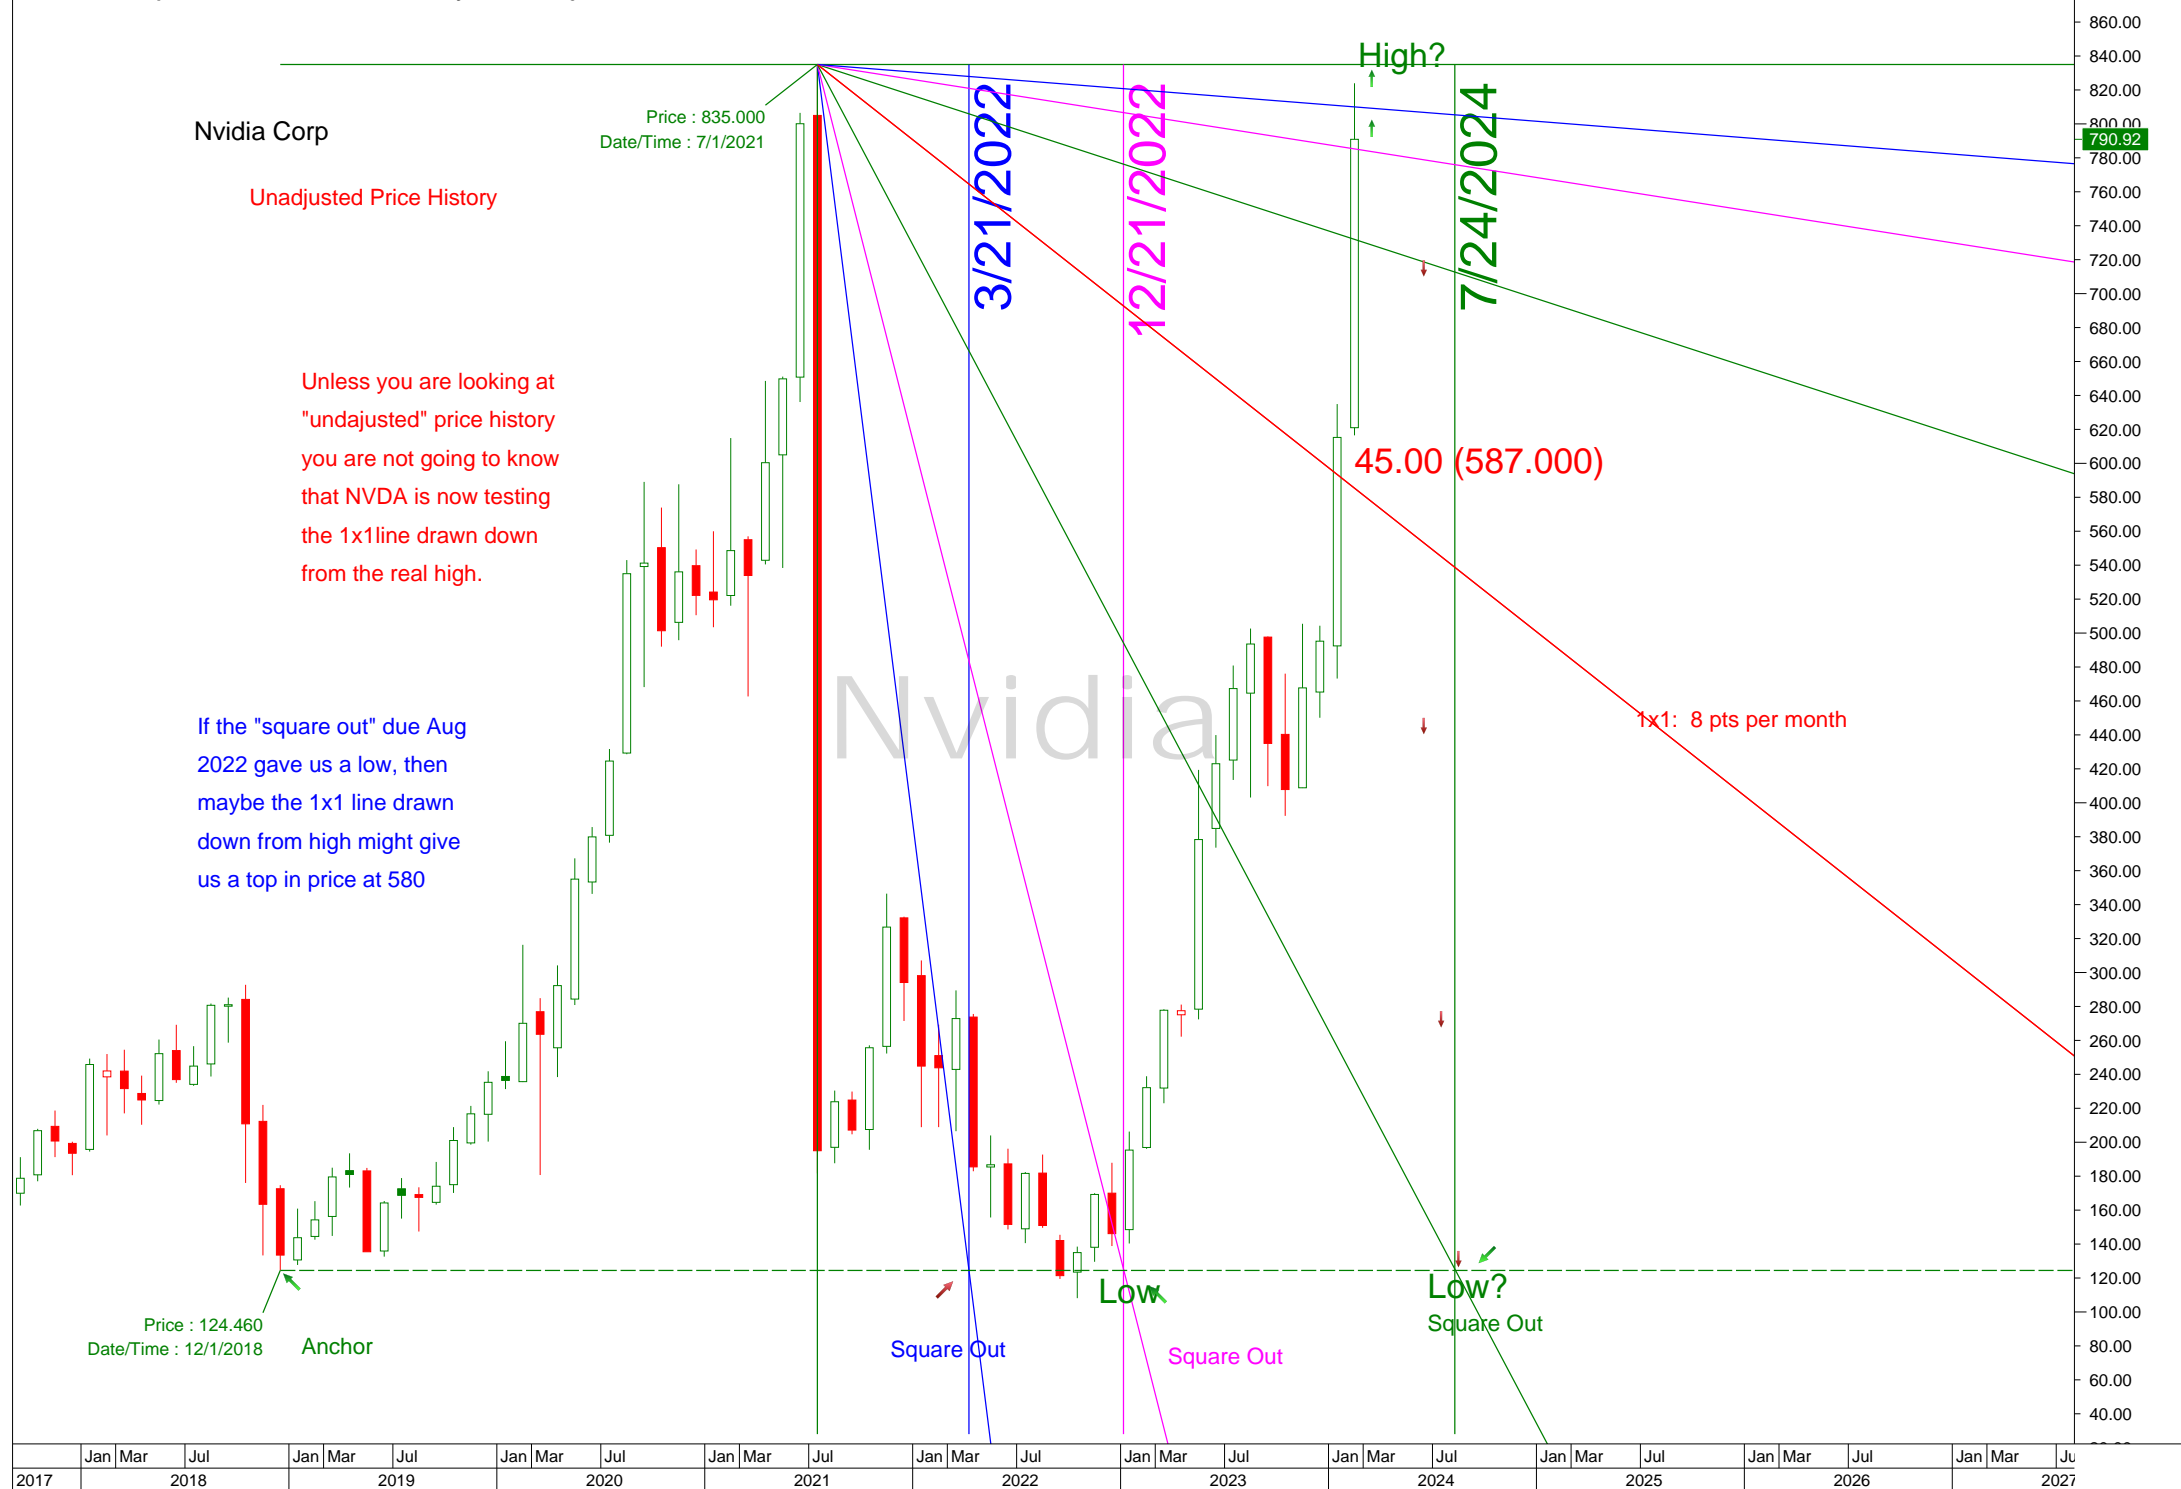 High?
Nvidia Corp
Price : 835.000
Date/Time : 7/1/2021
Unadjusted Price History
3/21/2022
12/21/2022
7/24/2024
Unless you are looking at
"undajusted" price history
you are not going to know
that NVDA is now testing
the 1x1line drawn down
from the real high.
45.00 (587.000)
If the "square out" due Aug
2022 gave us a low, then
maybe the 1x1 line drawn
down from high might give
us a top in price at 580
Nvidia
1x1:  8 pts per month
Price : 124.460
Date/Time : 12/1/2018
Anchor
Low
Low?
Square Out
Square Out
Square Out
860.00
840.00
820.00
800.00
790.92
780.00
760.00
740.00
720.00
700.00
680.00
660.00
640.00
620.00
600.00
580.00
560.00
540.00
520.00
500.00
480.00
460.00
440.00
420.00
400.00
380.00
360.00
340.00
320.00
300.00
280.00
260.00
240.00
220.00
200.00
180.00
160.00
140.00
120.00
100.00
80.00
60.00
40.00
Jan Mar Jul Jan Mar Jul Jan Mar Jul Jan Mar Jul Jan Mar Jul Jan Mar Jul Jan Mar Jul Jan Mar Jul Jan Mar Jul Jan Mar
2017 2018 2019 2020 2021 2022 2023 2024 2025 2026 2027